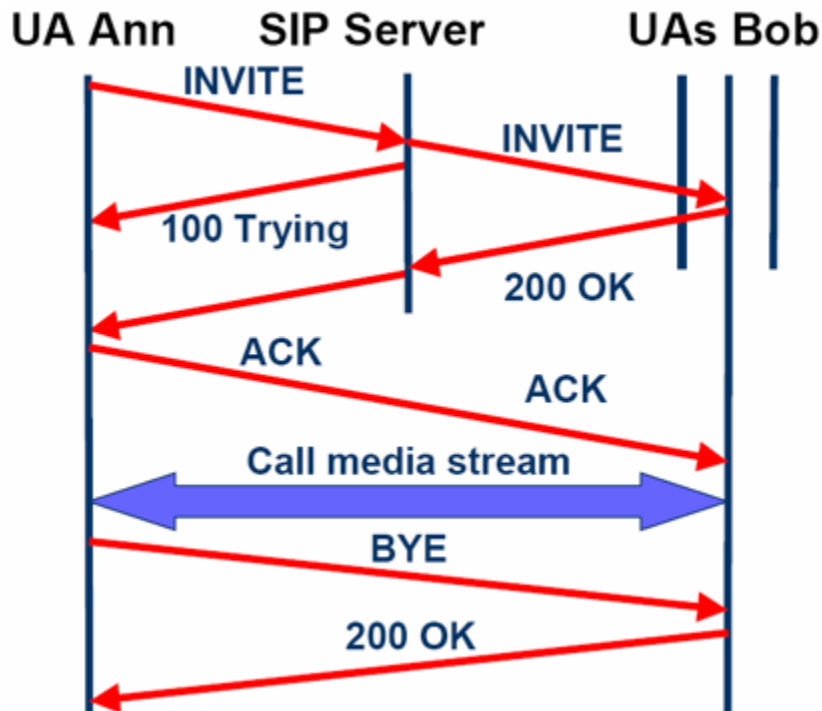 UA Ann SIP Server UAs Bob
INVITE
INVITE
100 Trying
200 OK
ACK
ACK
Call media stream
BYE
200 OK